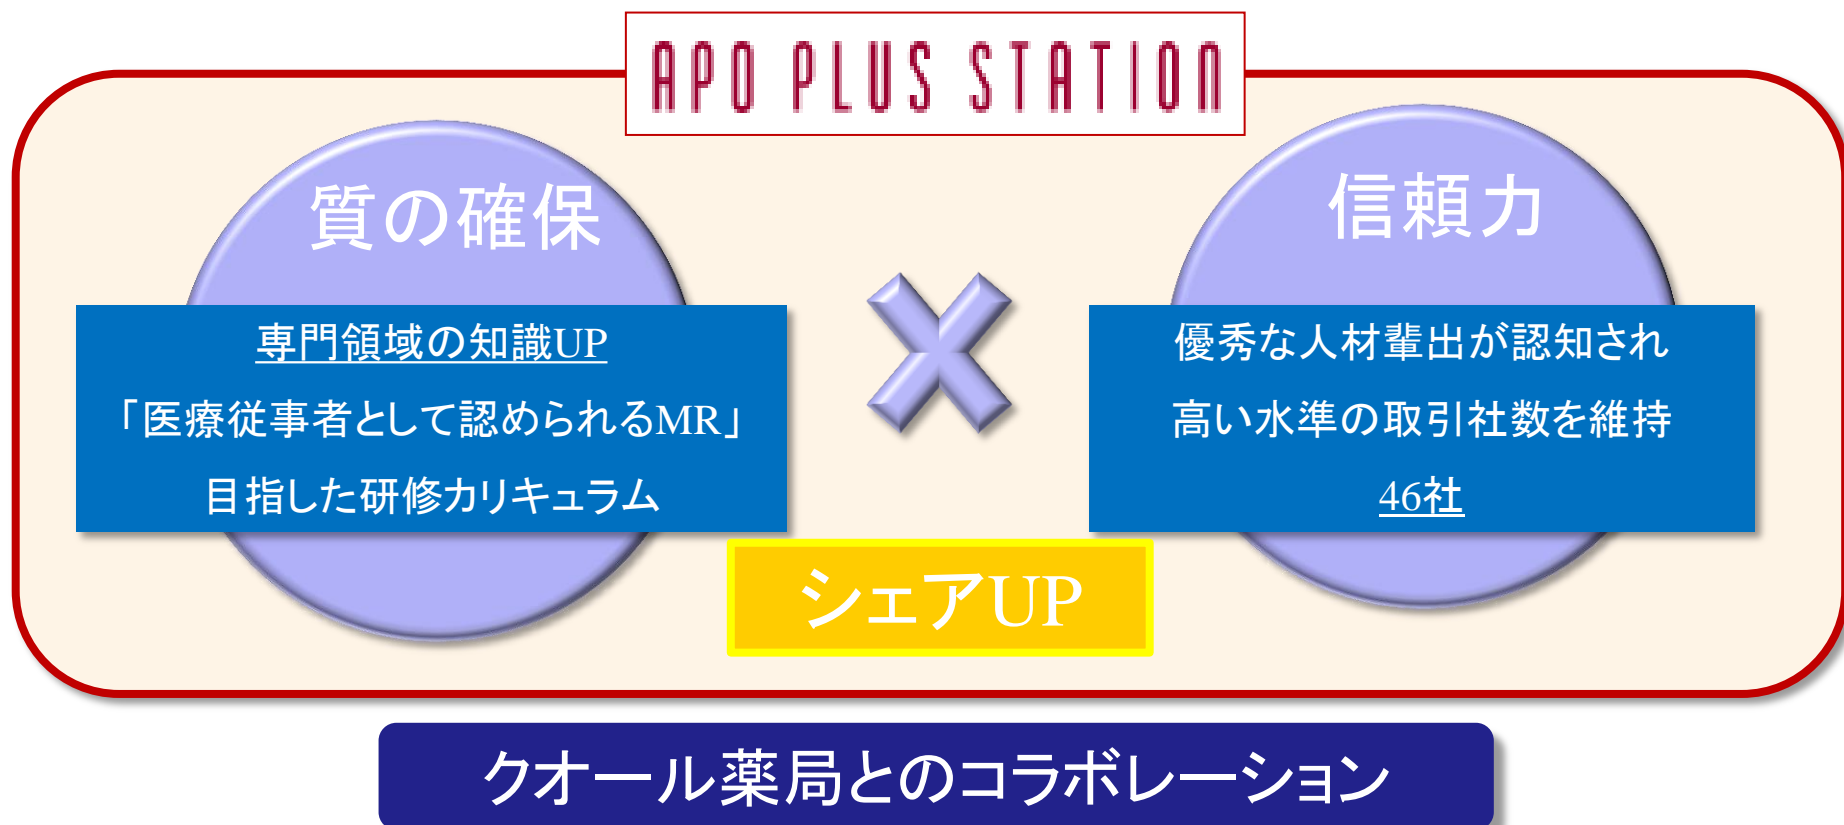 APO PLUS STATION
質の確保
専門領域の知識UP
「医療従事者として認められるMR」
目指した研修カリキュラム
信頼力
優秀な人材輩出が認知され
高い水準の取引社数を維持
46社
シェアUP
クオール薬局とのコラボレーション